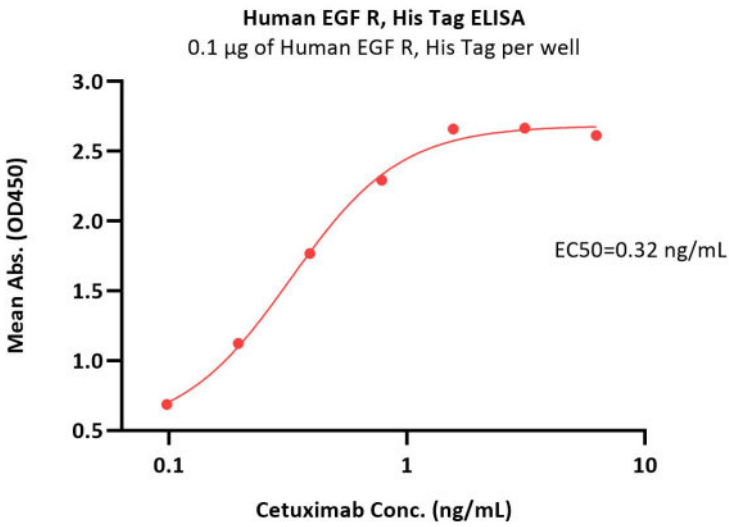 Human EGF R, His Tag ELISA
0.1 μg of Human EGF R, His Tag per well
Mean Abs. (OD450)
3.0
2.5
2.0
1.5
1.0
0.5
EC50=0.32 ng/mL
0.1
1
10
Cetuximab Conc. (ng/mL)